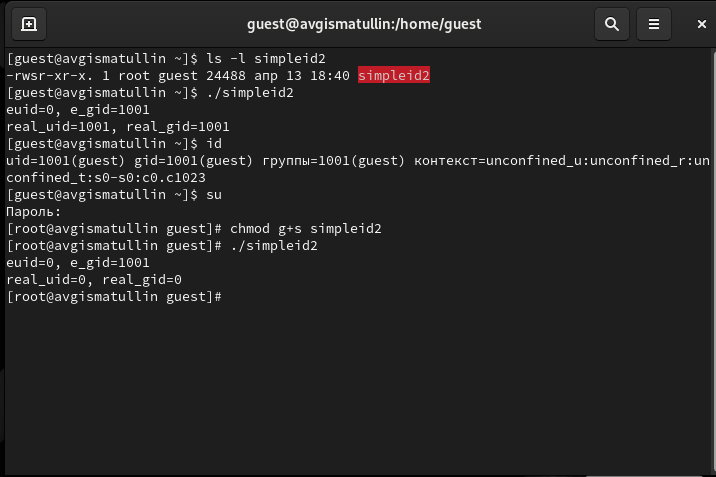 guest@avgismatullin:/home/guest
[guest@avgismatullin ~]$ ls -l simpleid2
-rwsr-xr-x. 1 root guest 24488 апр 13 18:40 simpleid2
[guest@avgismatullin ~]$ ./simpleid2
euid=0, e_gid=1001
real_uid=1001, real_gid=1001
[guest@avgismatullin ~]$ id
uid=1001(guest) gid=1001(guest) группы=1001(guest) контекст=unconfined_u:unconfined_r:un
confined_t:s0-s0:c0.c1023
[guest@avgismatullin ~]$ su
Пароль:
[root@avgismatullin guest]# chmod g+s simpleid2
[root@avgismatullin guest]# ./simpleid2
euid=0, e_gid=1001
real_uid=0, real_gid=0
[root@avgismatullin guest]#